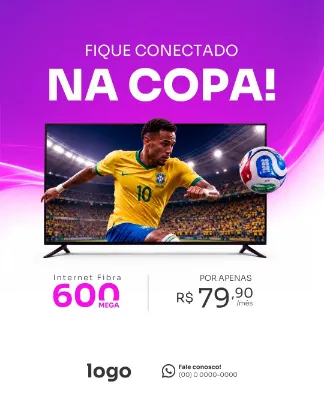 FIQUE CONECTADO
NA COPA!
10
Internet Fibra
600
MEGA
POR APENAS
R$ 79,90
/mês
logo
Fale conosco!
(00) 0 0000-0000